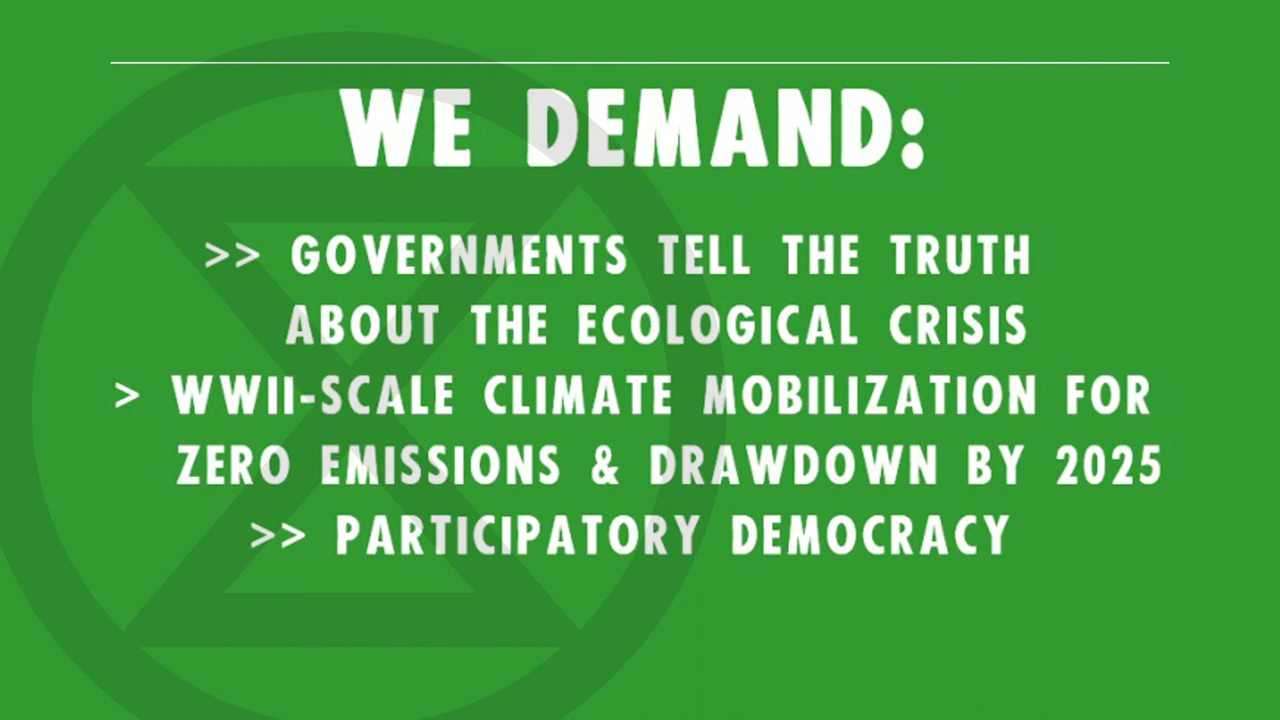 WE DEMAND:
>> GOVERNMENTS TELL THE TRUTH
ABOUT THE ECOLOGICAL CRISIS
> WWII-SCALE CLIMATE MOBILIZATION FOR
ZERO EMISSIONS & DRAWDOWN BY 2025
>> PARTICIPATORY DEMOCRACY